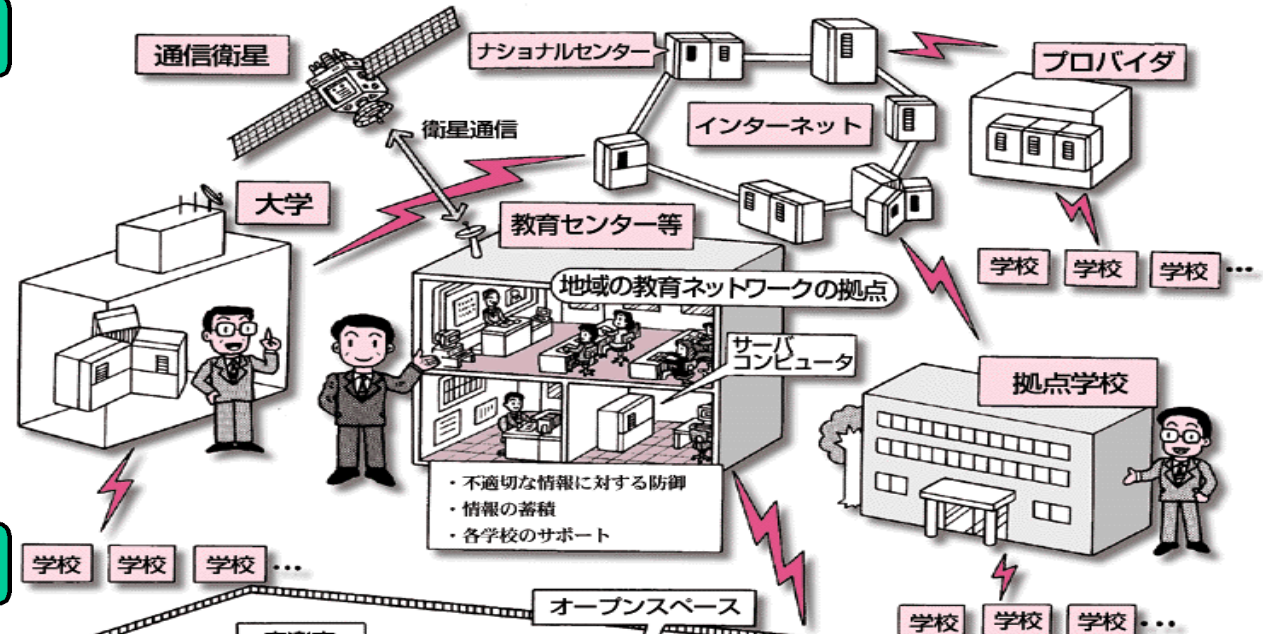 通信衛星
ナショナルセンター
プロバイダ
インターネット
衛星通信
大学
教育センター等
学校 学校 学校 …
地域の教育ネットワークの拠点
サーバ
コンピュータ
拠点学校
・不適切な情報に対する防御
・情報の蓄積
・各学校のサポート
学校 学校 学校 …
オープンスペース
学校 学校 学校 …